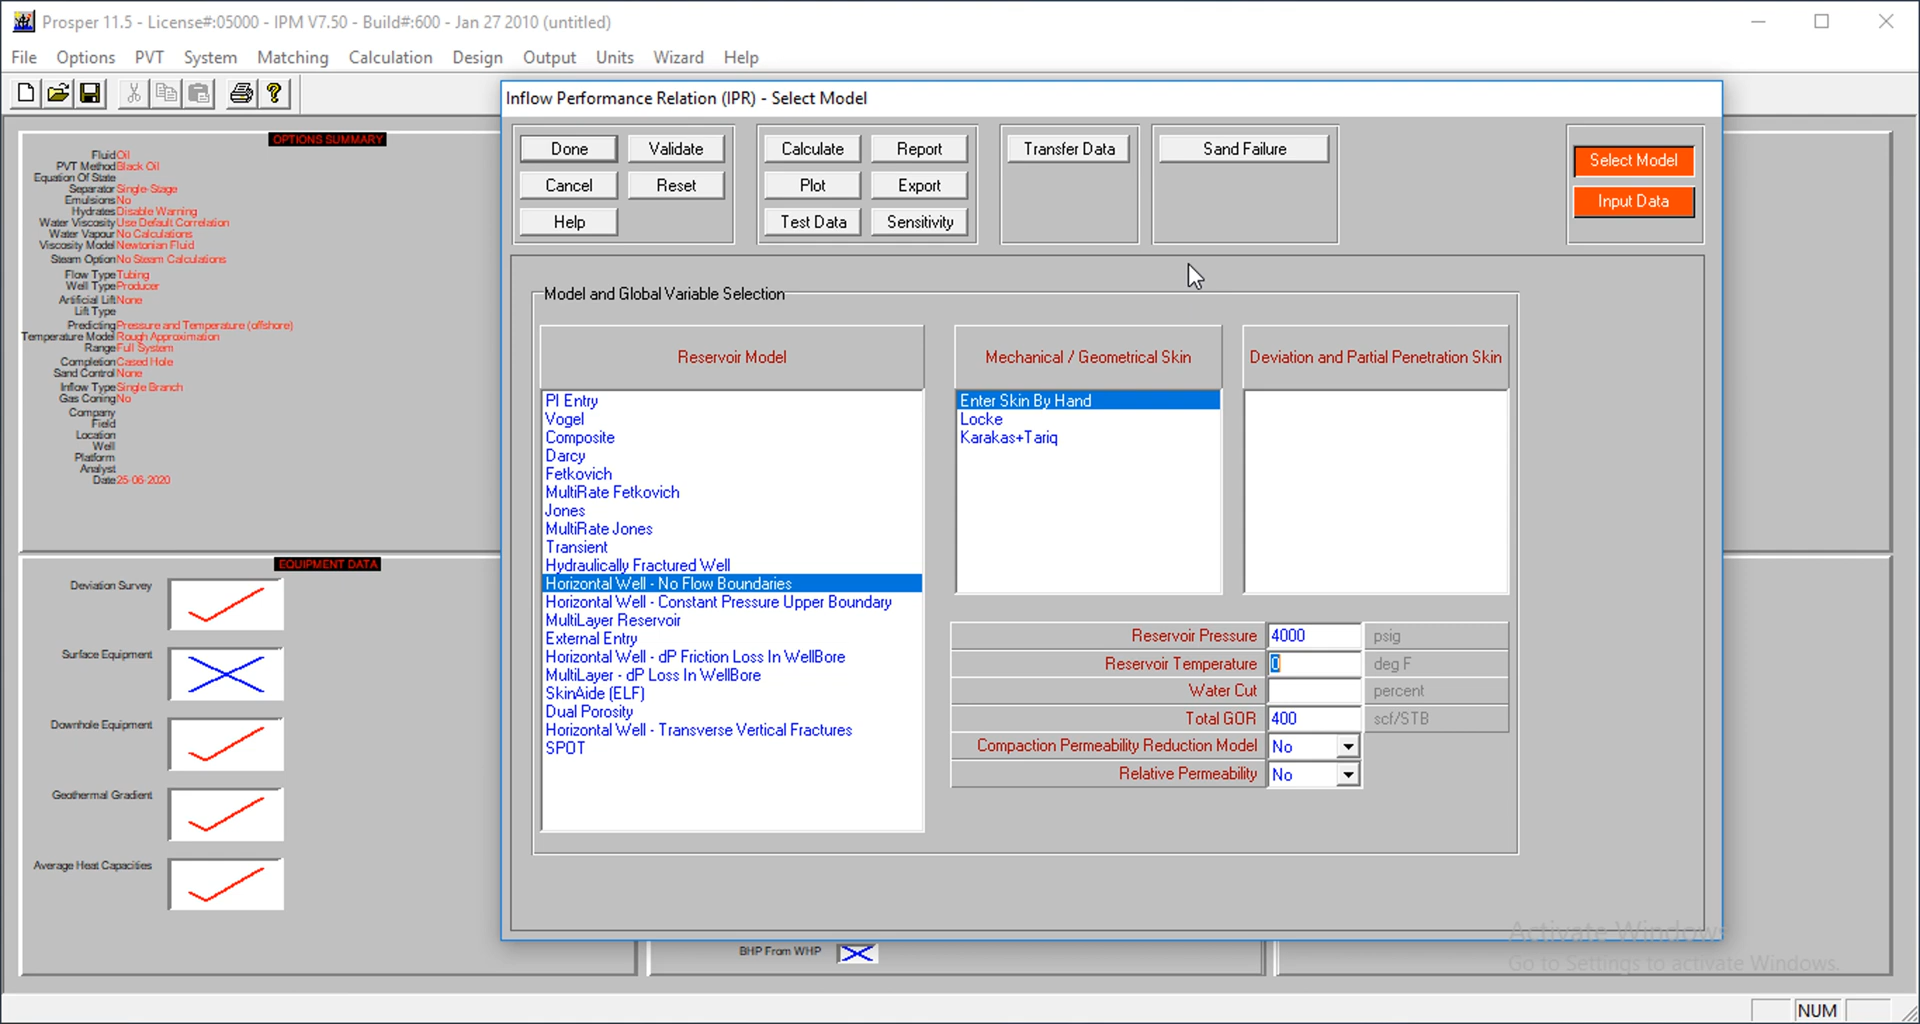 Prosper 11.5 - License#:05000 - IPM V7.50 - Build#:600 - Jan 27 2010 (untitled)
File Options PVT System Matching Calculation Design Output Units Wizard Help
Inflow Performance Relation (IPR) - Select Model
Done Validate Calculate Report Transfer Data Sand Failure Select Model
Cancel Reset Plot Export Input Data
Help Test Data Sensitivity
OPTIONS SUMMARY
Fluid Oil
PVT Method Black Oil
Equation Of State
Separator Single-Stage
Emulsions No
Hydrates Disable Warning
Water Viscosity Use Default Correlation
Water Vapour No Calculations
Viscosity Model Newtonian Fluid
Steam Option No Steam Calculations
Flow Type Tubing
Well Type Producer
Artificial Lift None
Lift Type
Predicting Pressure and Temperature (offshore)
Temperature Model Rough Approximation
Range Full System
Completion Cased Hole
Sand Control None
Inflow Type Single Branch
Gas Coning No
Company
Field
Location
Well
Platform
Analyst
Date 25-06-2020
EQUIPMENT DATA
Deviation Survey
Surface Equipment
Downhole Equipment
Geothermal Gradient
Average Heat Capacities
Model and Global Variable Selection
Reservoir Model
PI Entry
Vogel
Composite
Darcy
Fetkovich
MultiRate Fetkovich
Jones
MultiRate Jones
Transient
Hydraulically Fractured Well
Horizontal Well - No Flow Boundaries
Horizontal Well - Constant Pressure Upper Boundary
MultiLayer Reservoir
External Entry
Horizontal Well - dP Friction Loss In WellBore
MultiLayer - dP Loss In WellBore
SkinAide (ELF)
Dual Porosity
Horizontal Well - Transverse Vertical Fractures
SPOT
Mechanical / Geometrical Skin
Enter Skin By Hand
Locke
Karakas+Tariq
Deviation and Partial Penetration Skin
Reservoir Pressure 4000 psig
Reservoir Temperature 0 deg F
Water Cut percent
Total GOR 400 scf/STB
Compaction Permeability Reduction Model No
Relative Permeability No
BHP From WHP
Activate Windows
Go to Settings to activate Windows.
NUM